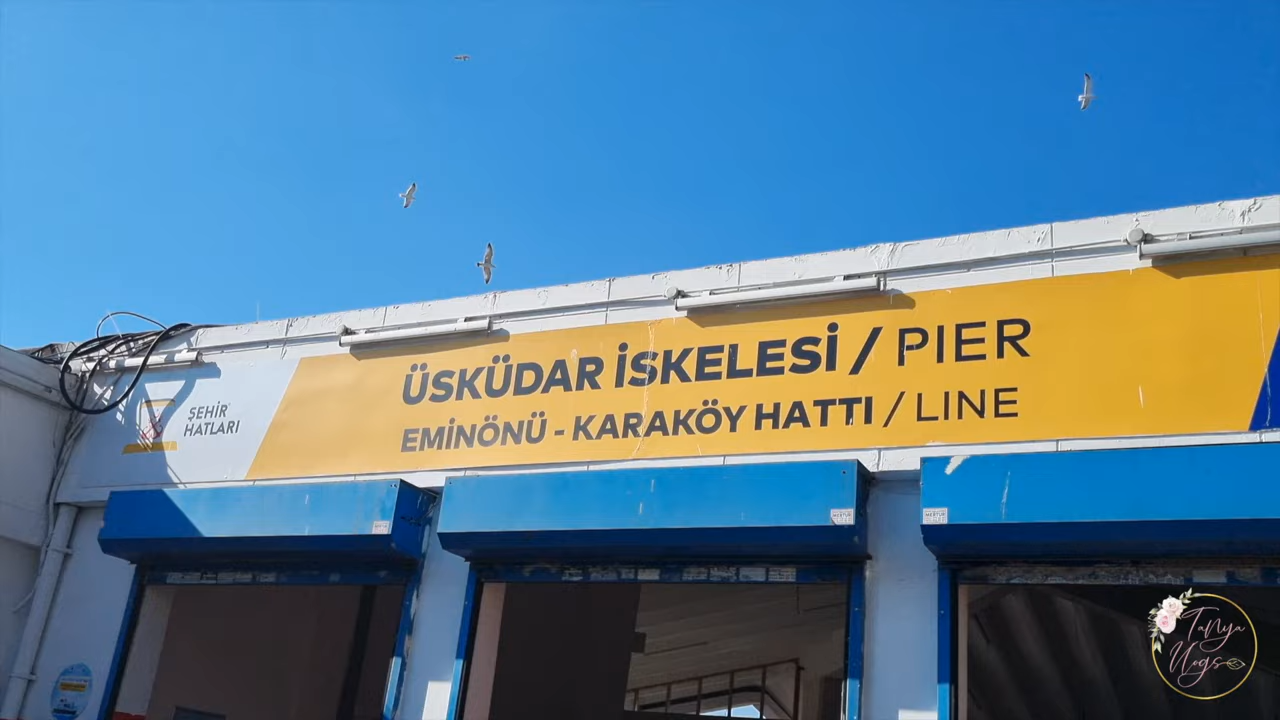 ÜSKÜDAR İSKELESİ / PIER
EMİNÖNÜ - KARAKÖY HATTI / LINE
ŞEHİR
HATLARI
Tanya
Vlogs